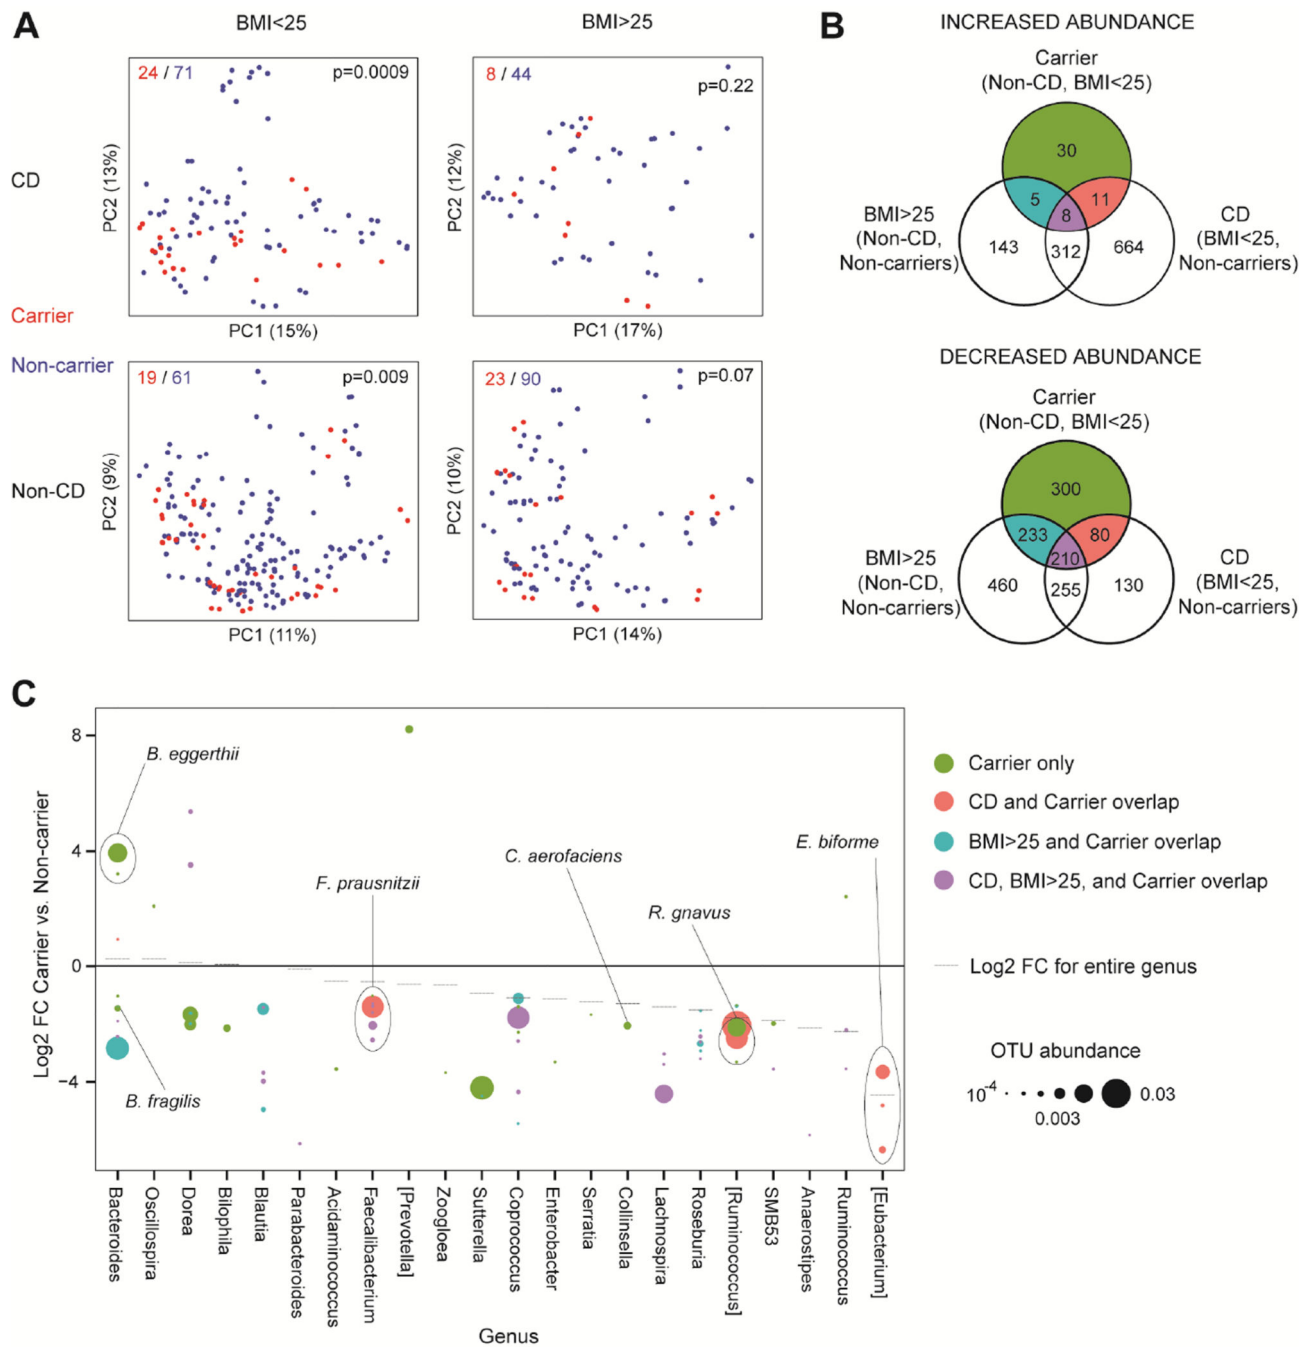 A
BMI<25
BMI>25
CD
Non-CD
Carrier
Non-carrier
24 / 71
p=0.0009
PC2 (13%)
PC1 (15%)
8 / 44
p=0.22
PC2 (12%)
PC1 (17%)
19 / 61
p=0.009
PC2 (9%)
PC1 (11%)
23 / 90
p=0.07
PC2 (10%)
PC1 (14%)
B
INCREASED ABUNDANCE
Carrier
(Non-CD, BMI<25)
30
5
11
8
BMI>25
(Non-CD,
Non-carriers)
143
312
664
CD
(BMI<25,
Non-carriers)
DECREASED ABUNDANCE
Carrier
(Non-CD, BMI<25)
300
233
80
210
BMI>25
(Non-CD,
Non-carriers)
460
255
130
CD
(BMI<25,
Non-carriers)
C
Log2 FC Carrier vs. Non-carrier
8
4
0
−4
B. eggerthii
B. fragilis
F. prausnitzii
C. aerofaciens
R. gnavus
E. biforme
Bacteroides
Oscillospira
Dorea
Bilophila
Blautia
Parabacteroides
Acidaminococcus
Faecalibacterium
[Prevotella]
Zoogloea
Sutterella
Coprococcus
Enterobacter
Serratia
Collinsella
Lachnospira
Roseburia
[Ruminococcus]
SMB53
Anaerostipes
Ruminococcus
[Eubacterium]
Genus
Carrier only
CD and Carrier overlap
BMI>25 and Carrier overlap
CD, BMI>25, and Carrier overlap
Log2 FC for entire genus
OTU abundance
10-4
0.03
0.003